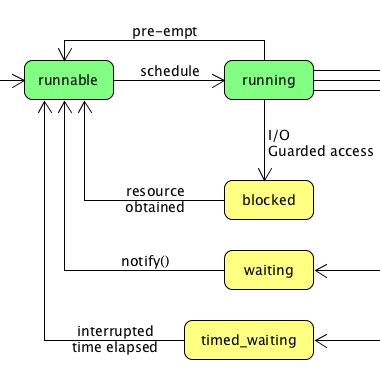 pre-empt
runnable
schedule
running
I/O
Guarded access
resource
obtained
blocked
notify()
waiting
interrupted
time elapsed
timed_waiting